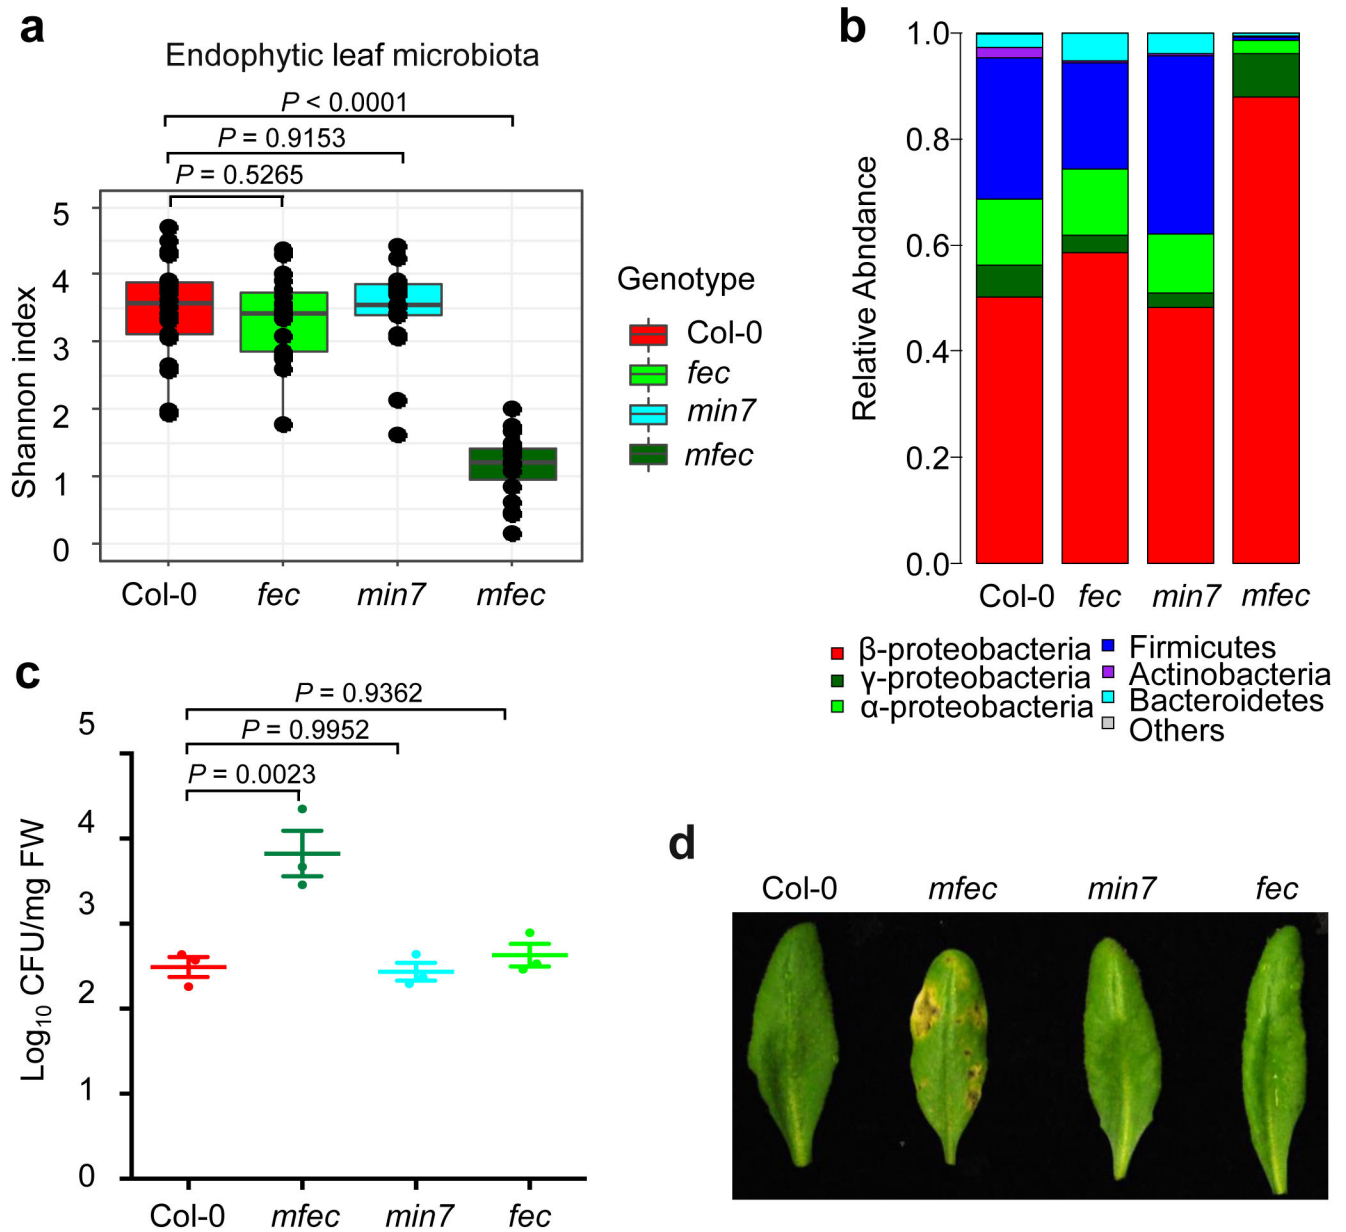 a
Endophytic leaf microbiota
P < 0.0001
P = 0.9153
P = 0.5265
Shannon index
5
4
3
2
1
0
Col-0
fec
min7
mfec
Genotype
Col-0
fec
min7
mfec
b
Relative Abndance
1.0
0.8
0.6
0.4
0.2
0.0
Col-0
fec
min7
mfec
β-proteobacteria
γ-proteobacteria
α-proteobacteria
Firmicutes
Actinobacteria
Bacteroidetes
Others
c
P = 0.9362
P = 0.9952
P = 0.0023
Log10 CFU/mg FW
5
4
3
2
1
0
Col-0
mfec
min7
fec
d
Col-0
mfec
min7
fec